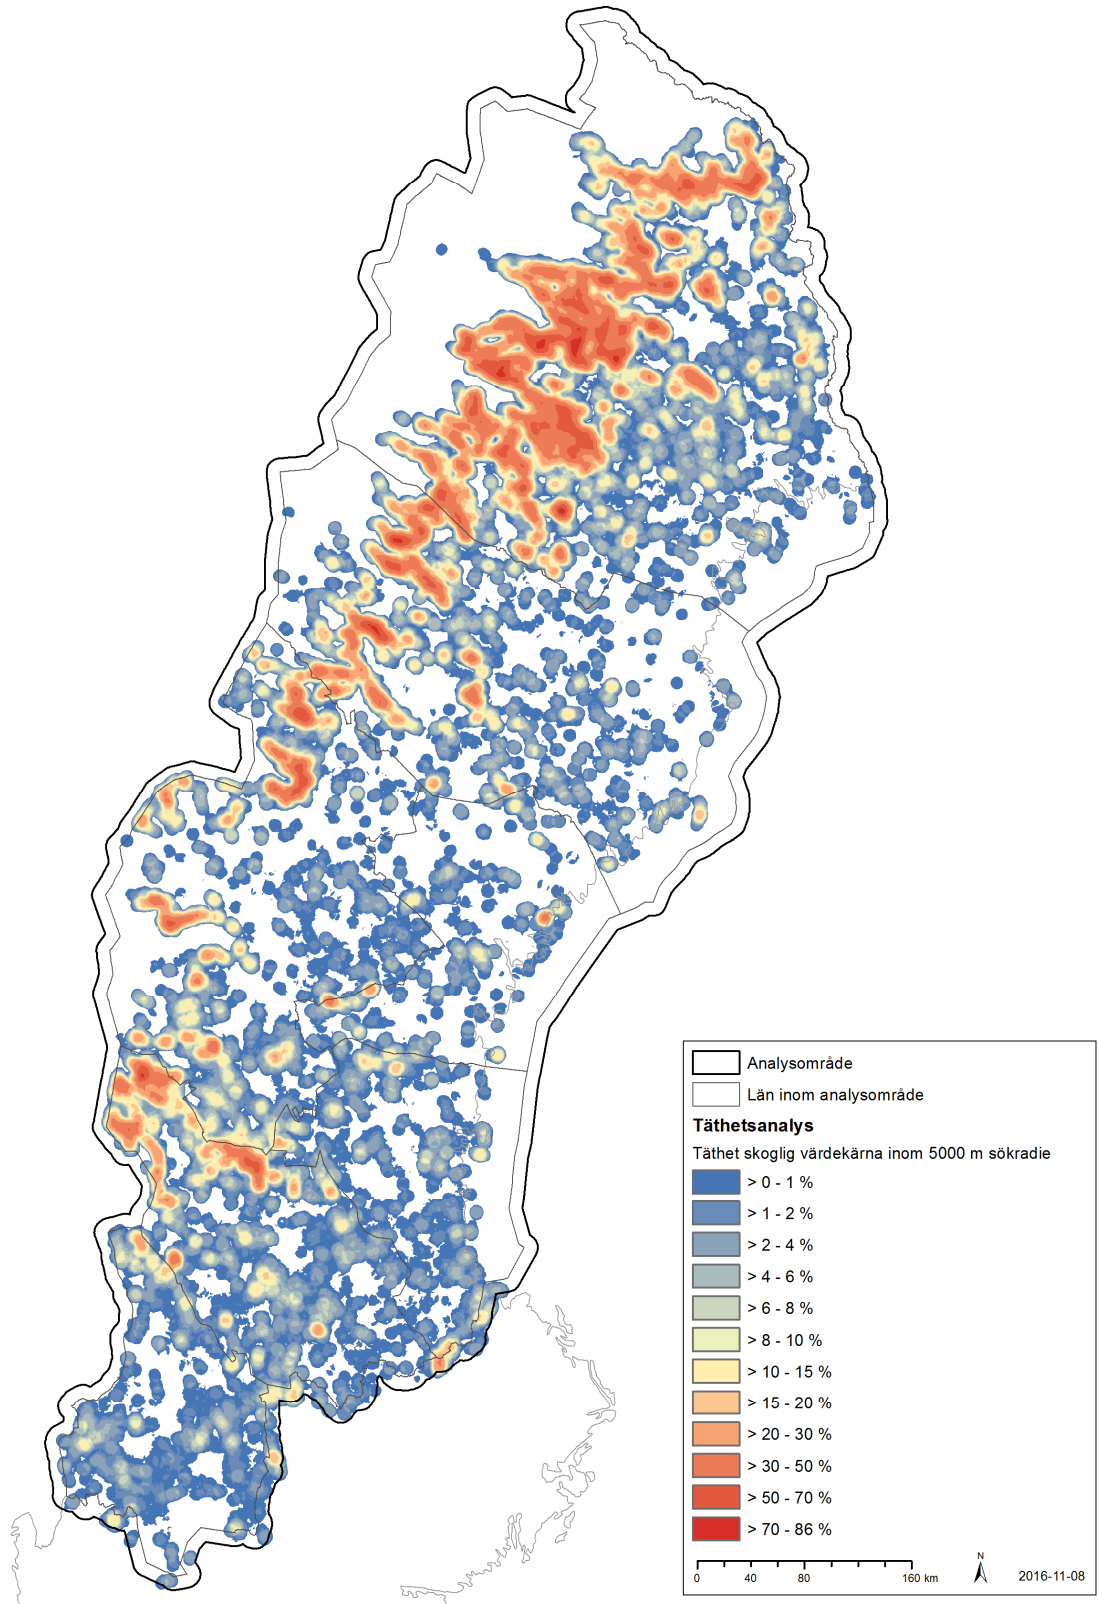 Analysområde
Län inom analysområde
Täthetsanalys
Täthet skoglig värdekärna inom 5000 m sökradie
> 0 - 1 %
> 1 - 2 %
> 2 - 4 %
> 4 - 6 %
> 6 - 8 %
> 8 - 10 %
> 10 - 15 %
> 15 - 20 %
> 20 - 30 %
> 30 - 50 %
> 50 - 70 %
> 70 - 86 %
0 40 80 160 km
N
2016-11-08